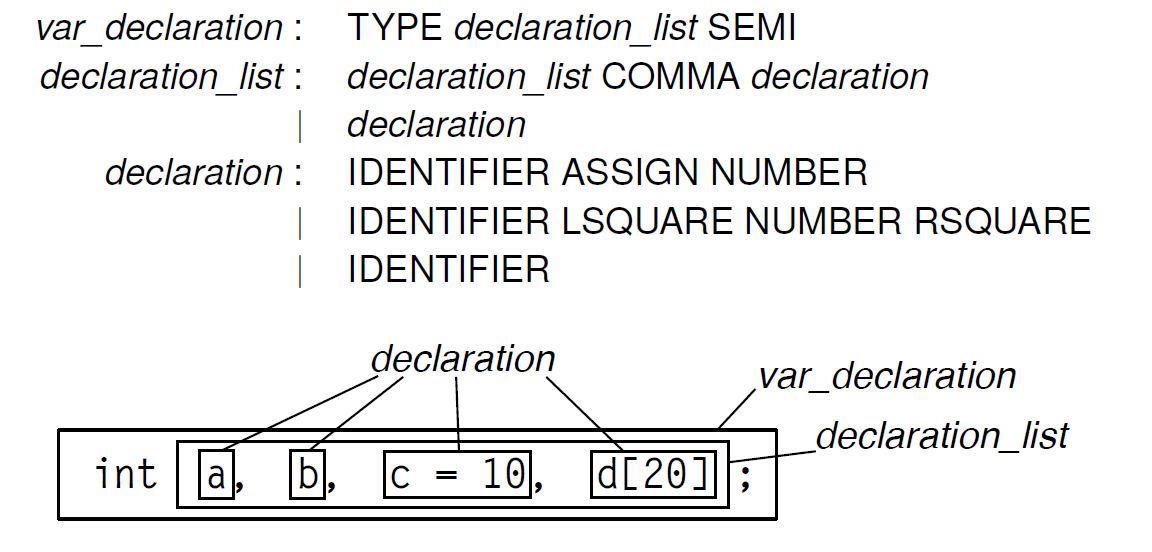 var_declaration : TYPE declaration_list SEMI
declaration_list : declaration_list COMMA declaration
| declaration
declaration : IDENTIFIER ASSIGN NUMBER
| IDENTIFIER LSQUARE NUMBER RSQUARE
| IDENTIFIER
declaration
var_declaration
declaration_list
int a, b, c = 10, d[20] ;